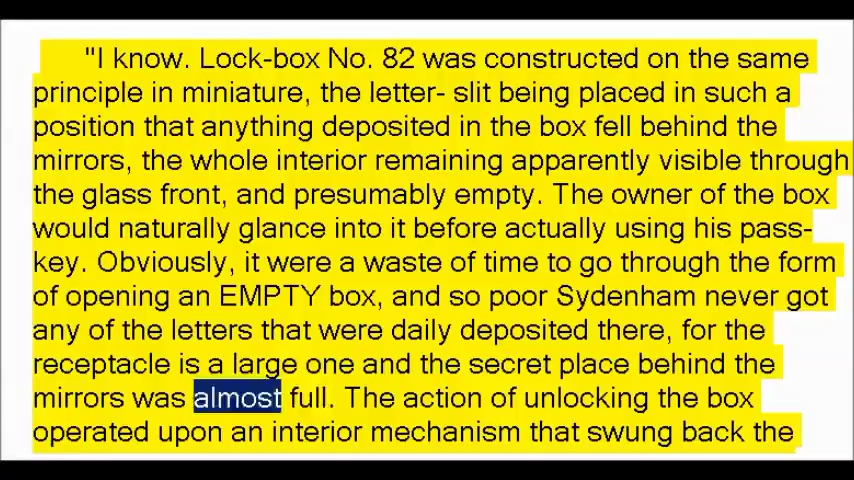 "I know. Lock-box No. 82 was constructed on the same
principle in miniature, the letter- slit being placed in such a
position that anything deposited in the box fell behind the
mirrors, the whole interior remaining apparently visible through
the glass front, and presumably empty. The owner of the box
would naturally glance into it before actually using his pass-
key. Obviously, it were a waste of time to go through the form
of opening an EMPTY box, and so poor Sydenham never got
any of the letters that were daily deposited there, for the
receptacle is a large one and the secret place behind the
mirrors was almost full. The action of unlocking the box
operated upon an interior mechanism that swung back the